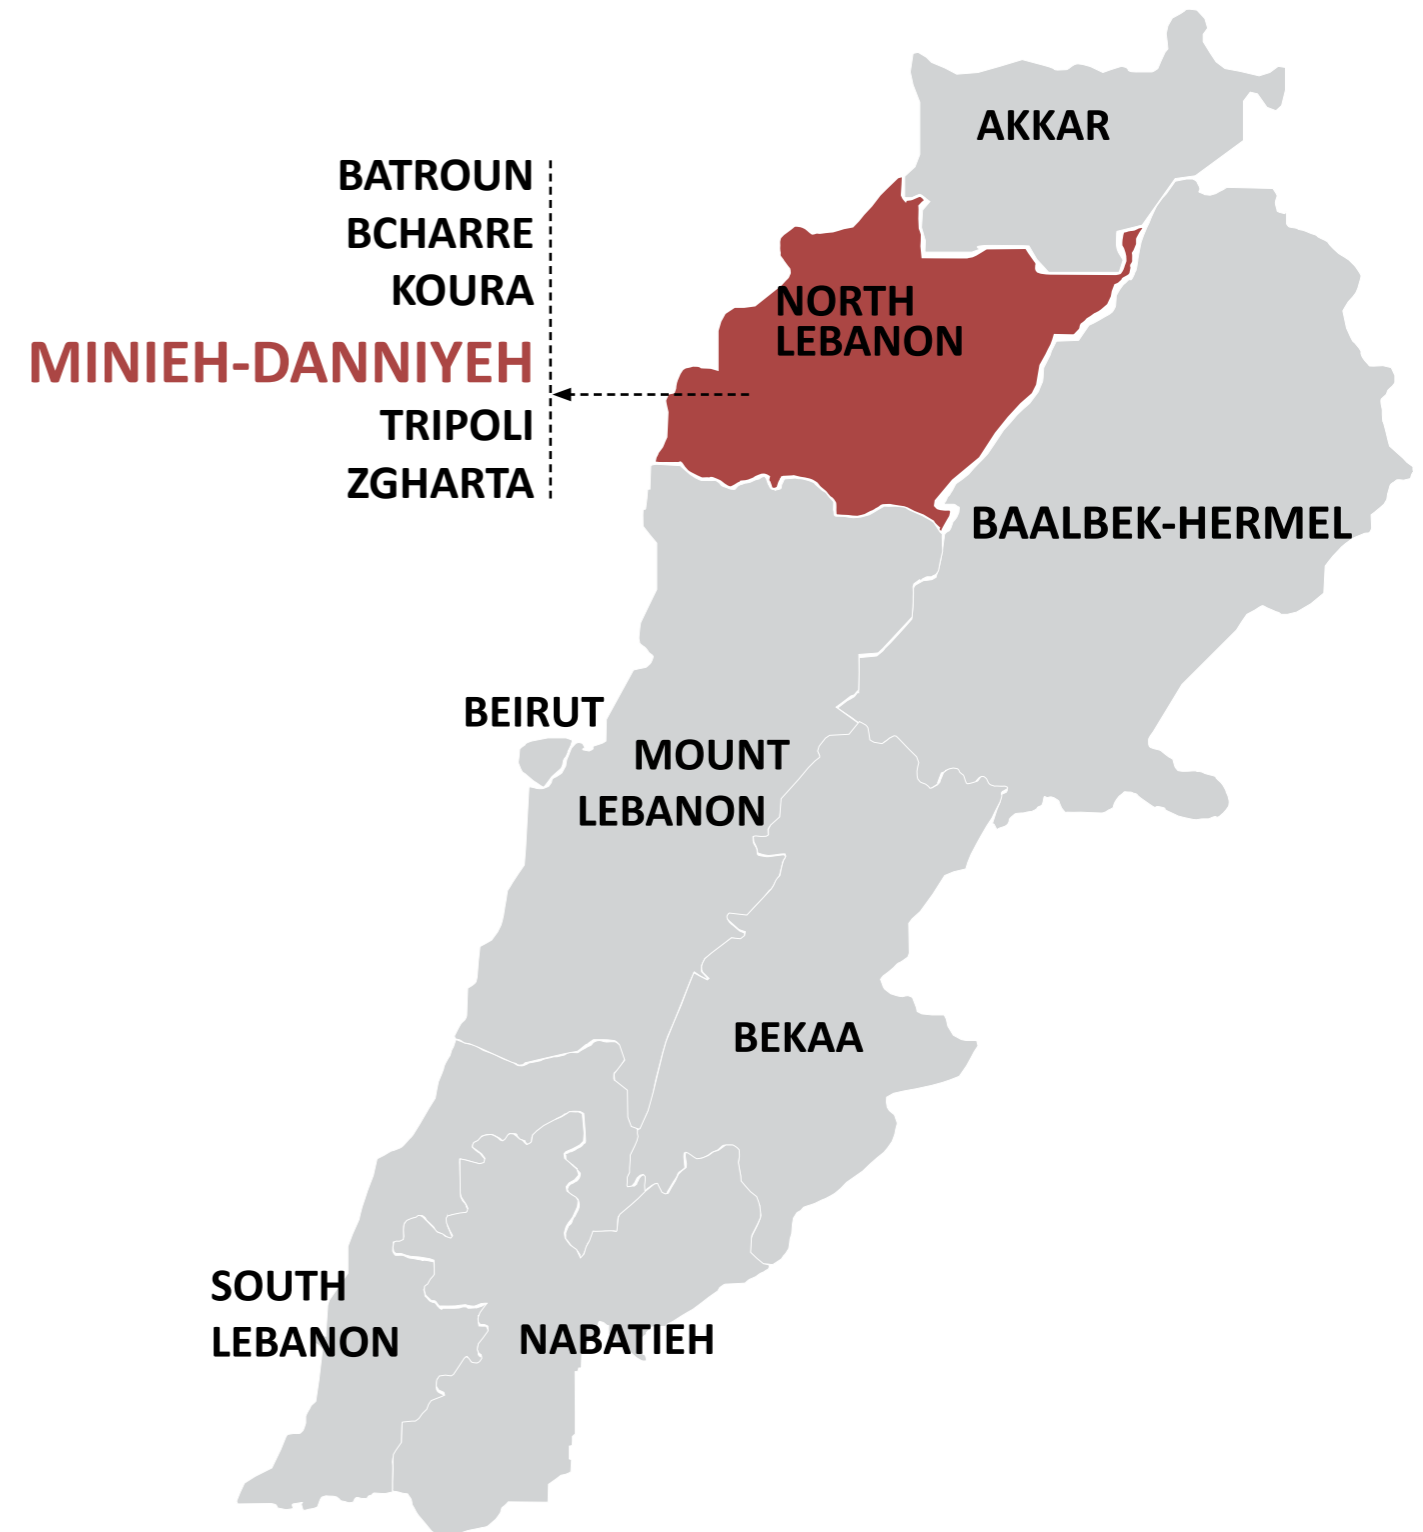 AKKAR
BATROUN
BCHARRE
KOURA
MINIEH-DANNIYEH
TRIPOLI
ZGHARTA
NORTH
LEBANON
BAALBEK-HERMEL
BEIRUT
MOUNT
LEBANON
BEKAA
SOUTH
LEBANON
NABATIEH